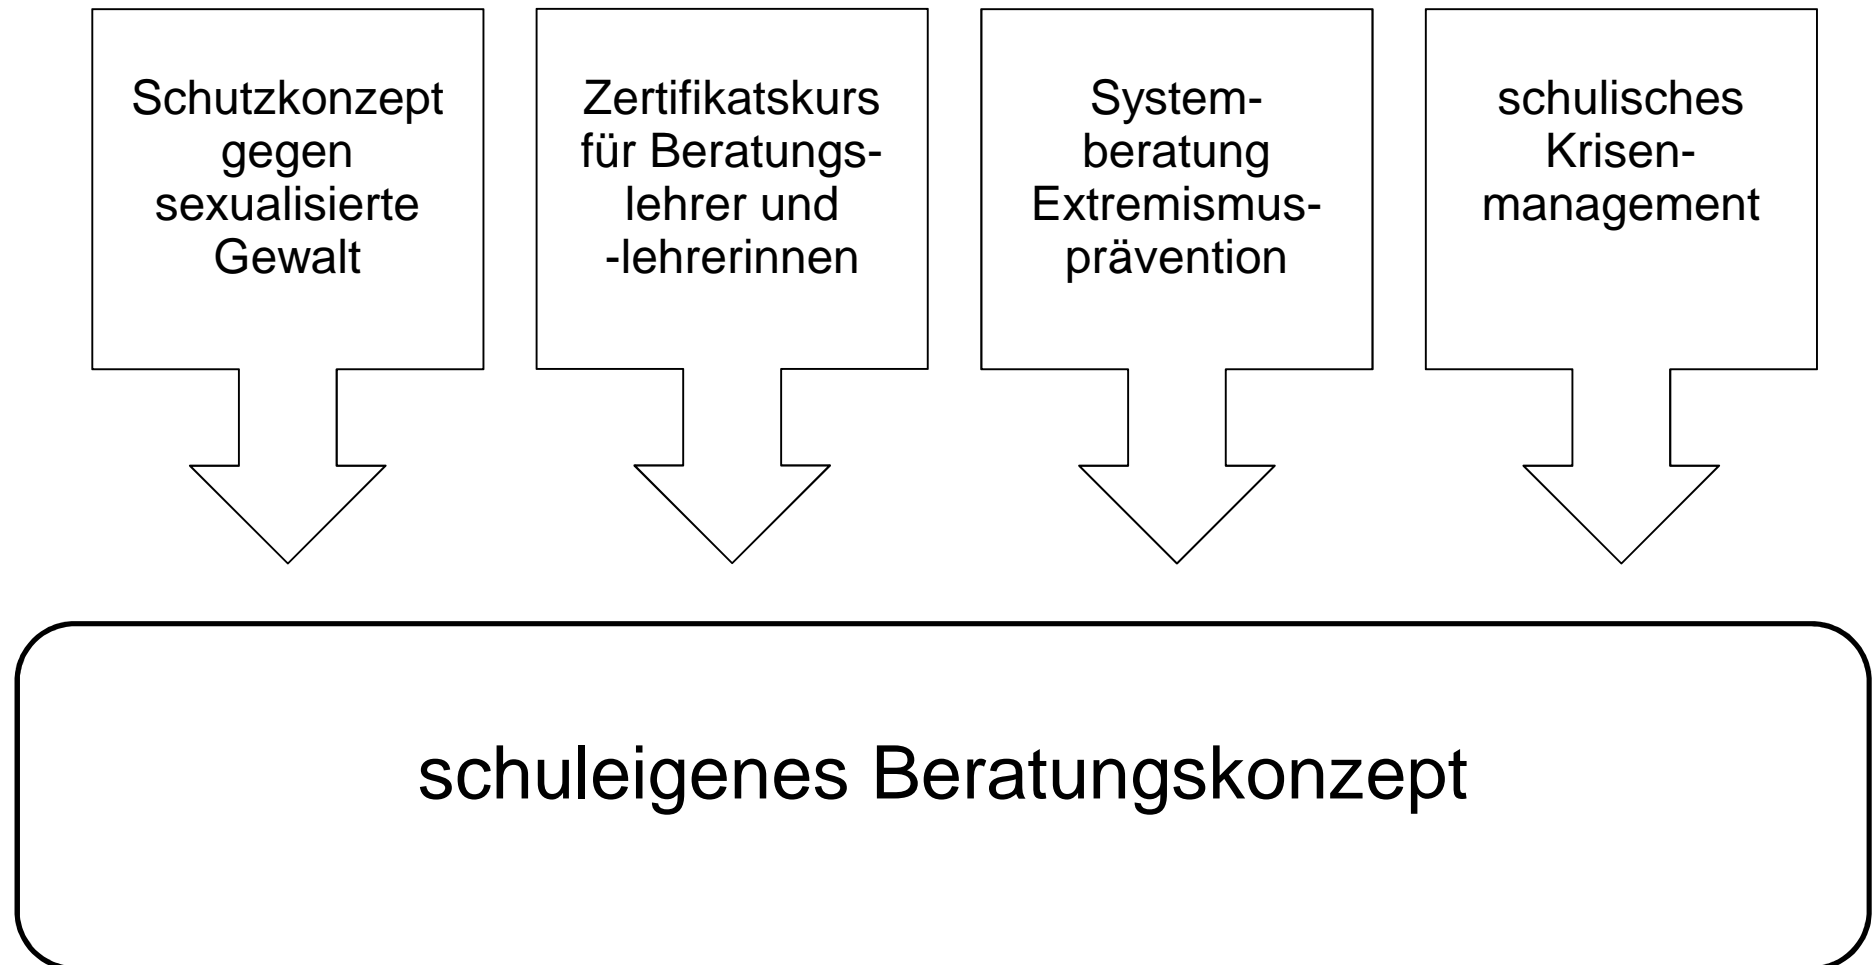 Schutzkonzept
gegen
sexualisierte
Gewalt
Zertifikatskurs
für Beratungs-
lehrer und
-lehrerinnen
System-
beratung
Extremismus-
prävention
schulisches
Krisen-
management
schuleigenes Beratungskonzept